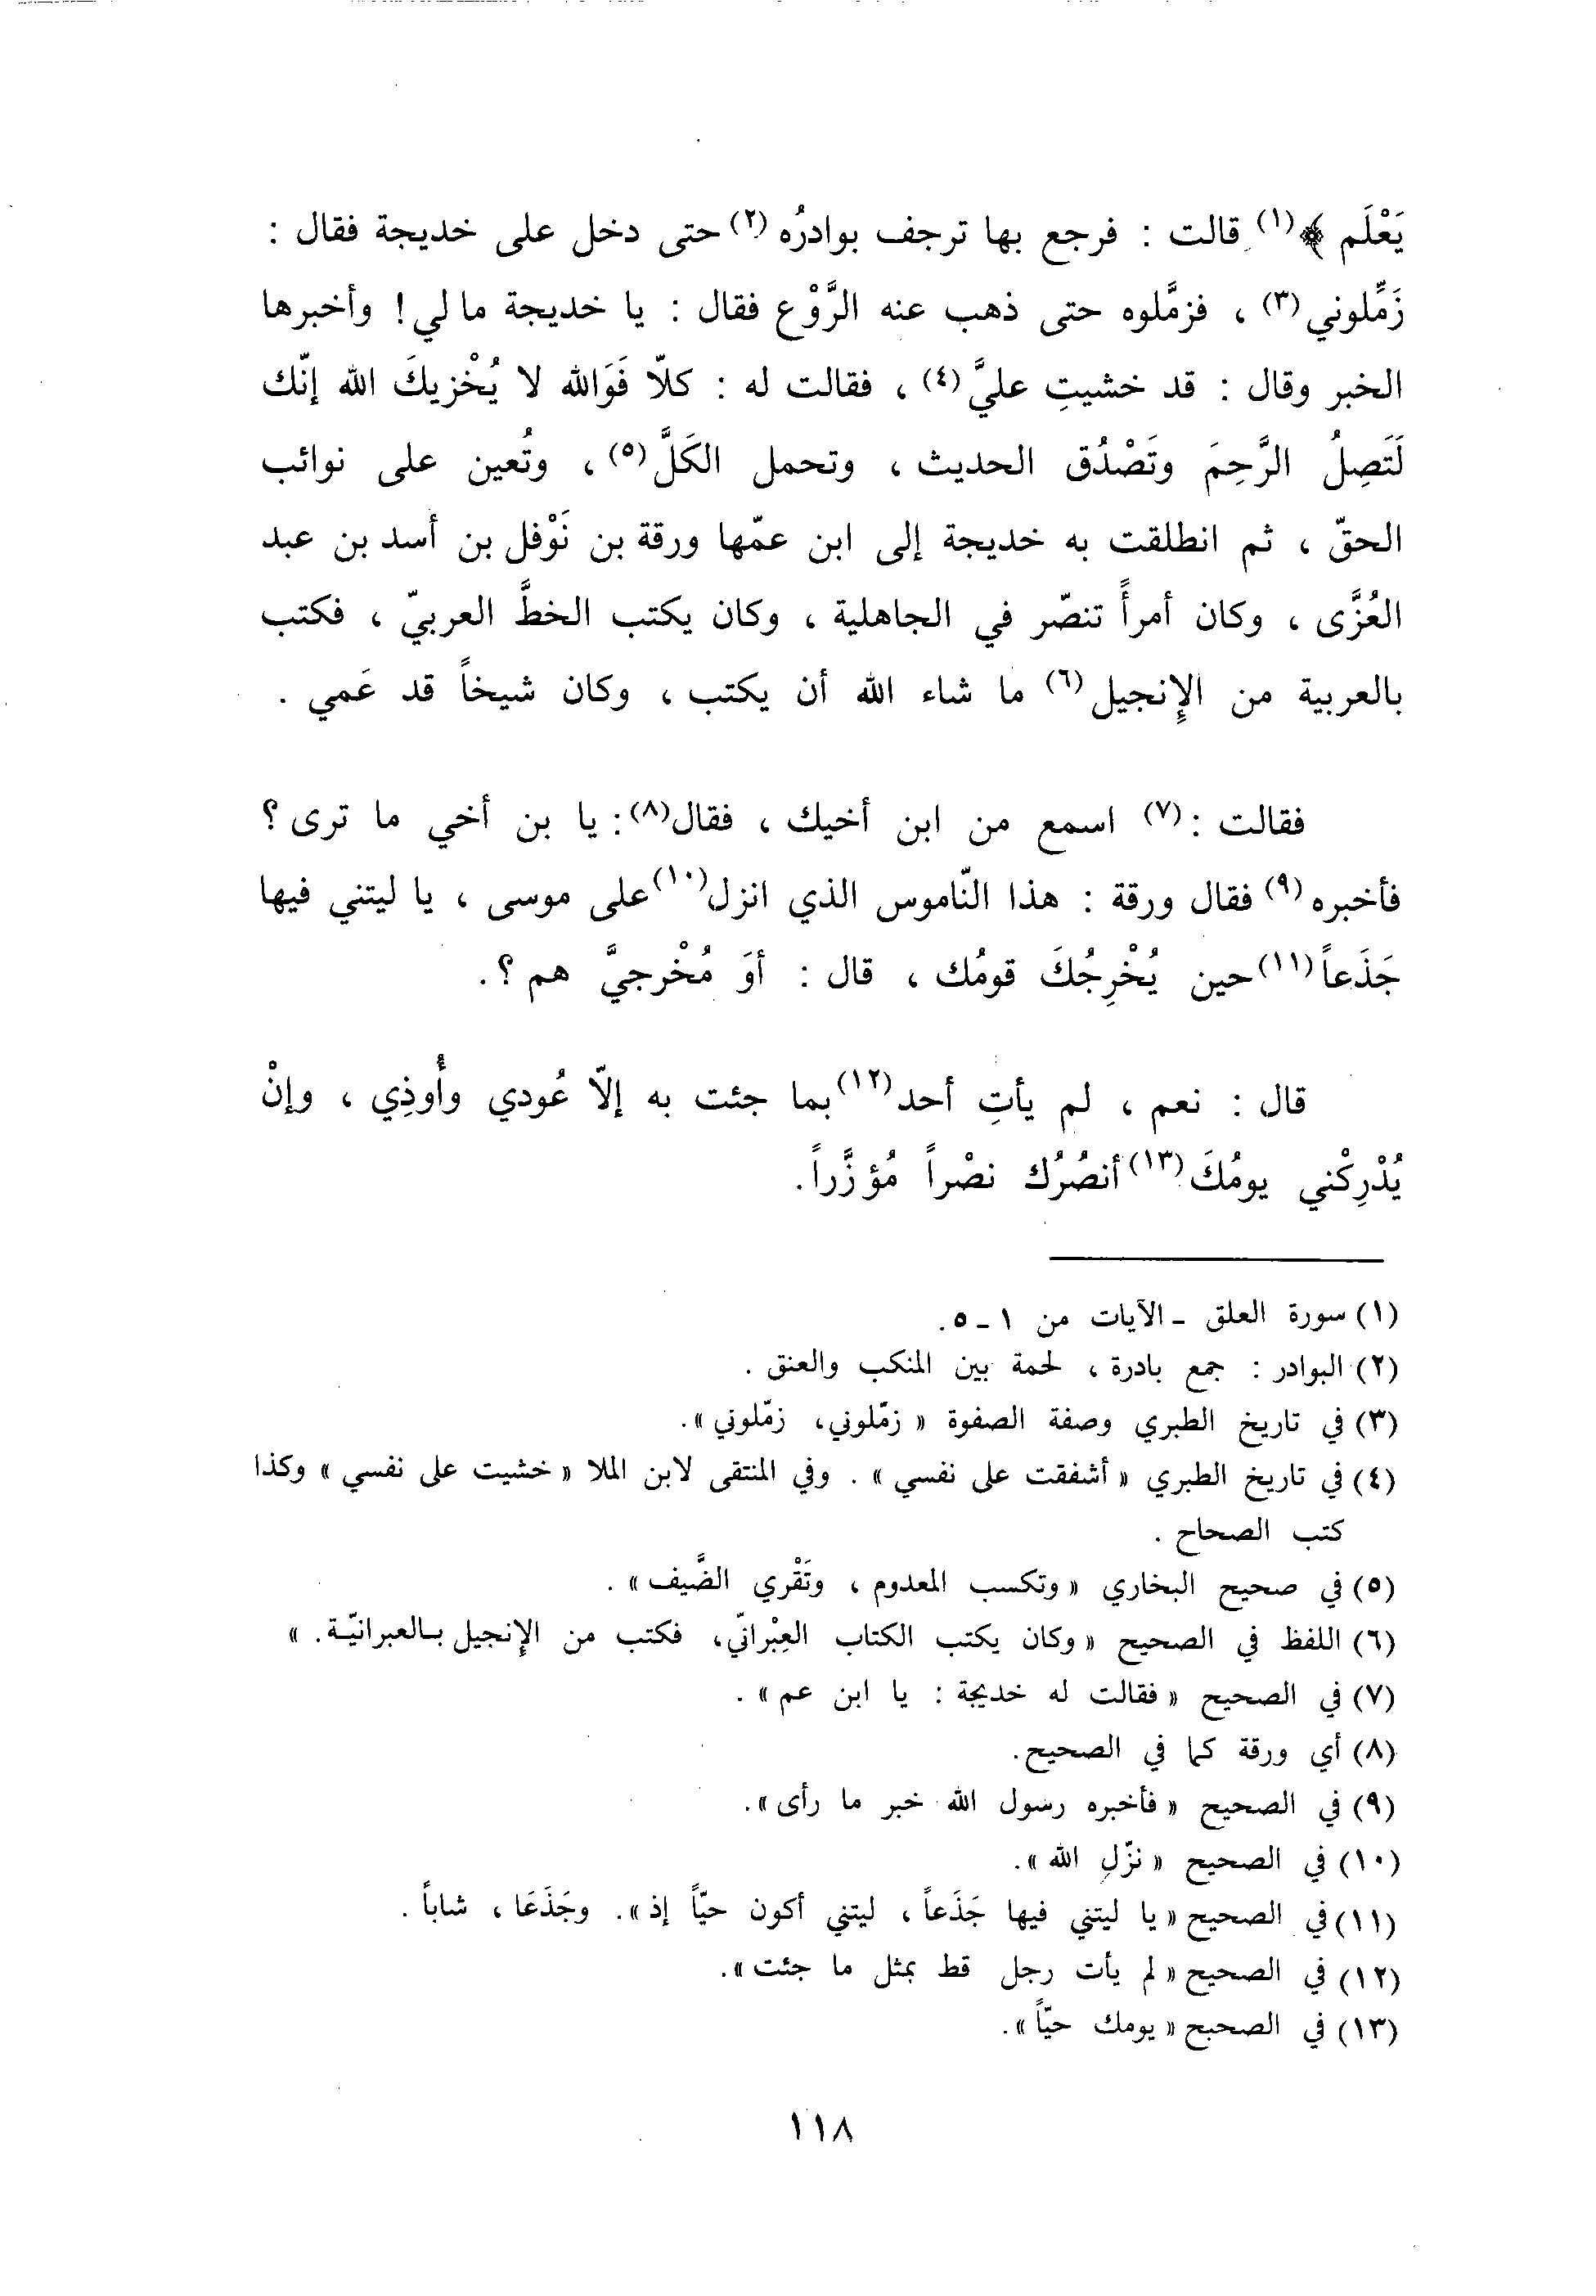 يَعْلَم ﴾(١) قالت : فرجع بها ترجف بوادرُه(٢) حتى دخل على خديجة فقال :
زَمِّلوني(٣) ، فزمَّلوه حتى ذهب عنه الرَّوْع فقال : يا خديجة ما لي ! وأخبرها
الخبر وقال : قد خشيتِ عليَّ(٤) ، فقالت له : كلاّ فَوَالله لا يُخْزيكَ الله إنّك
لَتَصِلُ الرَّحِمَ وتَصْدُق الحديث ، وتحمل الكَلَّ(٥) ، وتُعين على نوائب
الحقّ ، ثم انطلقت به خديجة إلى ابن عمّها ورقة بن نَوْفل بن أسد بن عبد
العُزَّى ، وكان أمرأً تنصّر في الجاهلية ، وكان يكتب الخطَّ العربيّ ، فكتب
بالعربية من الإِنجيل(٦) ما شاء الله أن يكتب ، وكان شيخاً قد عَمي .
فقالت :(٧) اسمع من ابن أخيك ، فقال(٨): يا بن أخي ما ترى ؟
فأخبره(٩) فقال ورقة : هذا النّاموس الذي انزل(١٠) على موسى ، يا ليتني فيها
جَذَعاً(١١) حين يُخْرِجُكَ قومُك ، قال : أوَ مُخْرجيَّ هم ؟.
قال : نعم ، لم يأتِ أحد(١٢) بما جئت به إلاّ عُودي وأُوذِي ، وإنْ
يُدْرِكْني يومُكَ(١٣) أنصُرُك نصْراً مُؤزَّراً.
(١) سورة العلق ـ الآيات من ١ ـ ٥.
(٢) البوادر : جمع بادرة ، لحمة بين المنكب والعنق .
(٣) في تاريخ الطبري وصفة الصفوة « زمّلوني، زمّلوني».
(٤) في تاريخ الطبري « أشفقت على نفسي » . وفي المنتقى لابن الملا « خشيت على نفسي » وكذا
كتب الصحاح .
(٥) في صحيح البخاري « وتكسب المعدوم ، وتَقْري الضَّيف» .
(٦) اللفظ في الصحيح « وكان يكتب الكتاب العِبْرانّي، فكتب من الإِنجيل بـالعبرانيّـة. »
(٧) في الصحيح « فقالت له خديجة : يا ابن عم» .
(٨) أي ورقة كما في الصحيح.
(٩) في الصحيح « فأخبره رسول الله خبر ما رأى».
(١٠) في الصحيح « نزّلِ الله».
(١١) في الصحيح « يا ليتني فيها جَذَعاً ، ليتني أكون حيّاً إذ». وجَذَعَا ، شاباً .
(١٢) في الصحيح « لم يأت رجل قط بمثل ما جئت».
(١٣) في الصحيح « يومك حيّاً».
١١٨